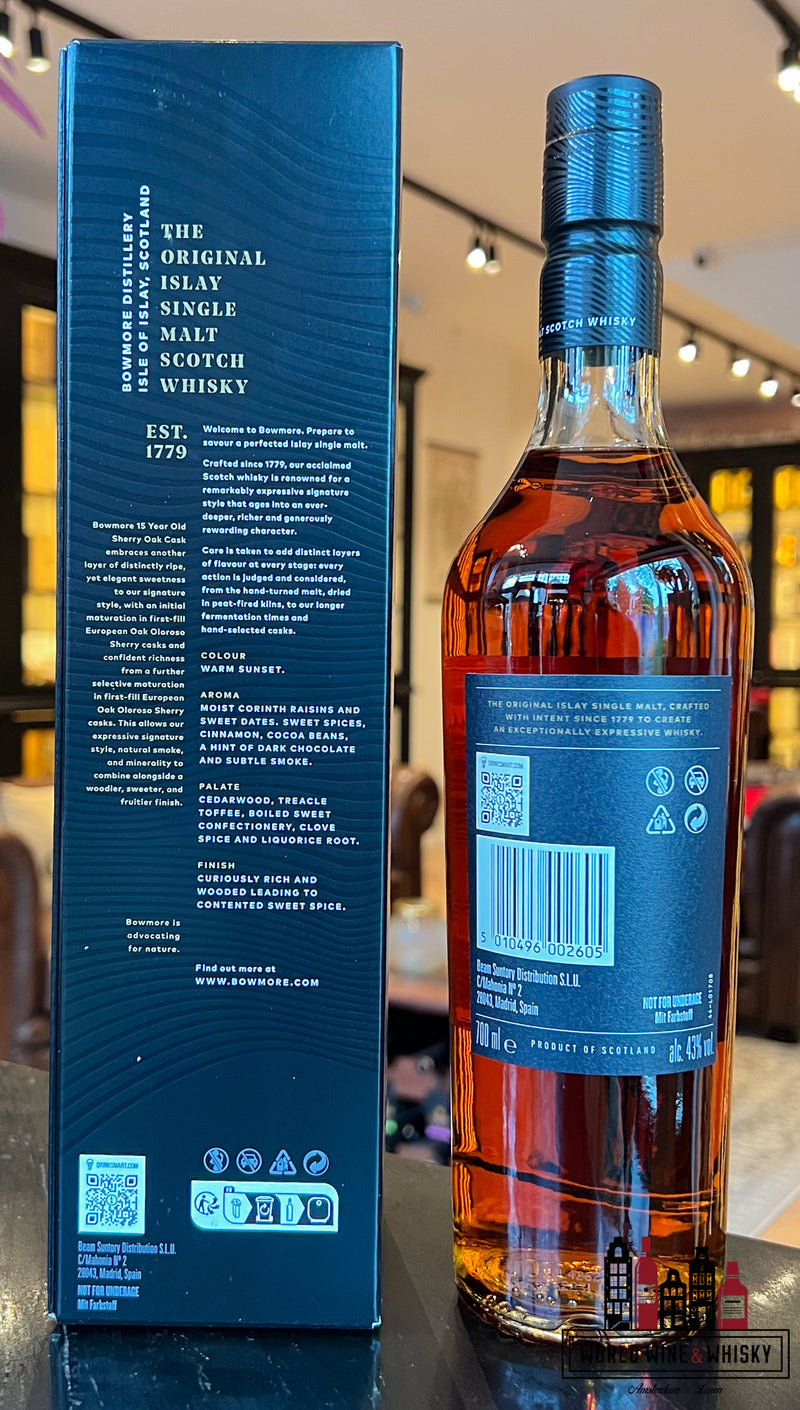 BOWMORE DISTILLERY
ISLE OF ISLAY, SCOTLAND
THE
ORIGINAL
ISLAY
SINGLE
MALT
SCOTCH
WHISKY
EST.
1779
Welcome to Bowmore. Prepare to
savour a perfected Islay single malt.
Crafted since 1779, our acclaimed
Scotch whisky is renowned for a
remarkably expressive signature
style that ages into an ever-
deeper, richer and generously
rewarding character.
Care is taken to add distinct layers
of flavour at every stage: every
action is judged and considered,
from the hand-turned malt, dried
in peat-fired kilns, to our longer
fermentation times and
hand-selected casks.
Bowmore 15 Year Old
Sherry Oak Cask
embraces another
layer of distinctly ripe,
yet elegant sweetness
to our signature
style, with an initial
maturation in first-fill
European Oak Oloroso
Sherry casks and
confident richness
from a further
selective maturation
in first-fill European
Oak Oloroso Sherry
casks. This allows our
expressive signature
style, natural smoke,
and minerality to
combine alongside a
woodier, sweeter, and
fruitier finish.
COLOUR
WARM SUNSET.
AROMA
MOIST CORINTH RAISINS AND
SWEET DATES. SWEET SPICES,
CINNAMON, COCOA BEANS,
A HINT OF DARK CHOCOLATE
AND SUBTLE SMOKE.
PALATE
CEDARWOOD, TREACLE
TOFFEE, BOILED SWEET
CONFECTIONERY, CLOVE
SPICE AND LIQUORICE ROOT.
FINISH
CURIOUSLY RICH AND
WOODED LEADING TO
CONTENTED SWEET SPICE.
Bowmore is
advocating
for nature.
Find out more at
WWW.BOWMORE.COM
DRINKSMART.COM
Beam Suntory Distribution S.L.U.
C/Mahonia Nº 2
28043, Madrid, Spain
NOT FOR UNDERAGE
Mit Farbstoff
SCOTCH WHISKY
THE ORIGINAL ISLAY SINGLE MALT, CRAFTED
WITH INTENT SINCE 1779 TO CREATE
AN EXCEPTIONALLY EXPRESSIVE WHISKY.
DRINKSMART.COM
5 010496 002605
Beam Suntory Distribution S.L.U.
C/Mahonia Nº 2
28043, Madrid, Spain
NOT FOR UNDERAGE
Mit Farbstoff
44-L01708
700 ml e PRODUCT OF SCOTLAND alc. 43% vol.
WORLD WINE & WHISKY
Amsterdam